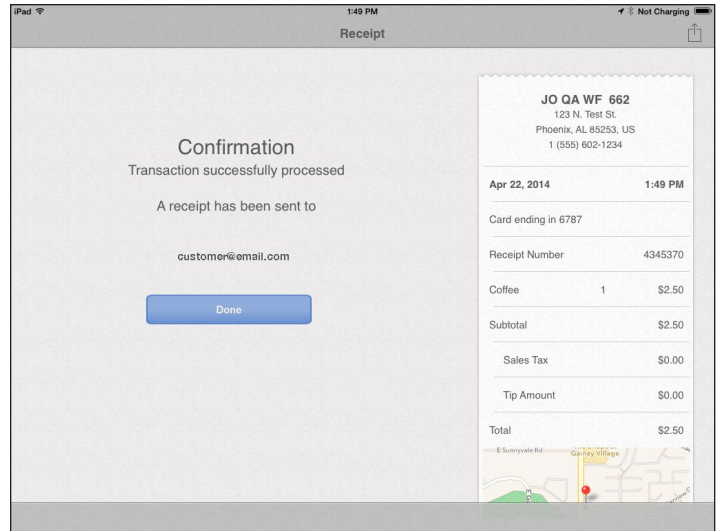 iPad 1:49 PM Not Charging
Receipt
Confirmation
Transaction successfully processed
A receipt has been sent to
customer@email.com
Done
JO QA WF 662
123 N. Test St.
Phoenix, AL 85253, US
1 (555) 602-1234
Apr 22, 2014 1:49 PM
Card ending in 6787
Receipt Number 4345370
Coffee 1 $2.50
Subtotal $2.50
Sales Tax $0.00
Tip Amount $0.00
Total $2.50
E Sunnyvale Rd
Gainey Village